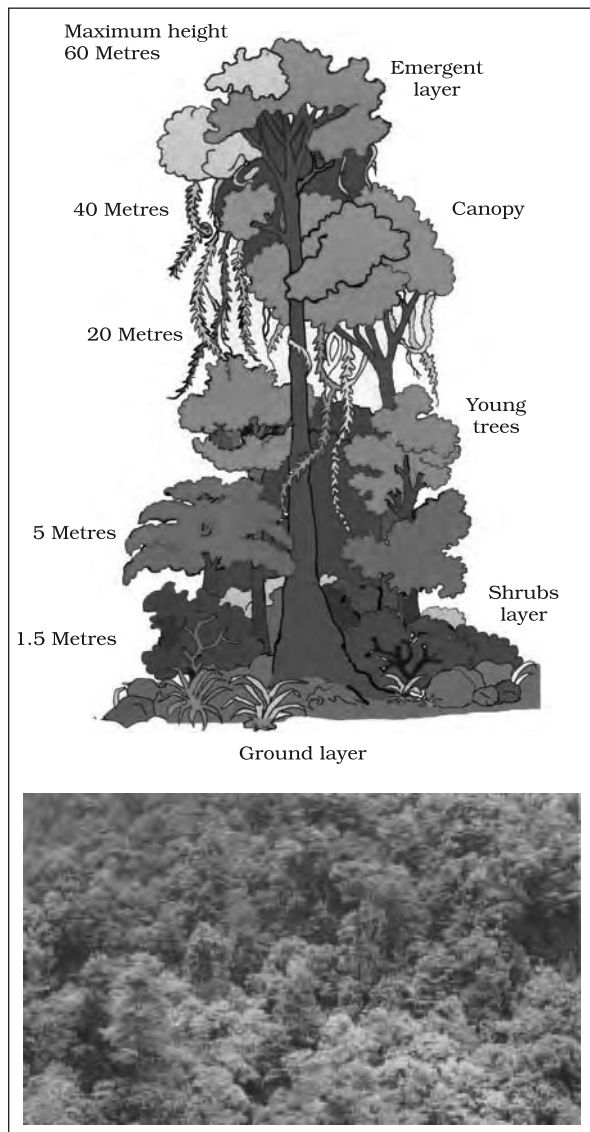 Maximum height
60 Metres
Emergent
layer
40 Metres
Canopy
20 Metres
Young
trees
5 Metres
Shrubs
layer
1.5 Metres
Ground layer